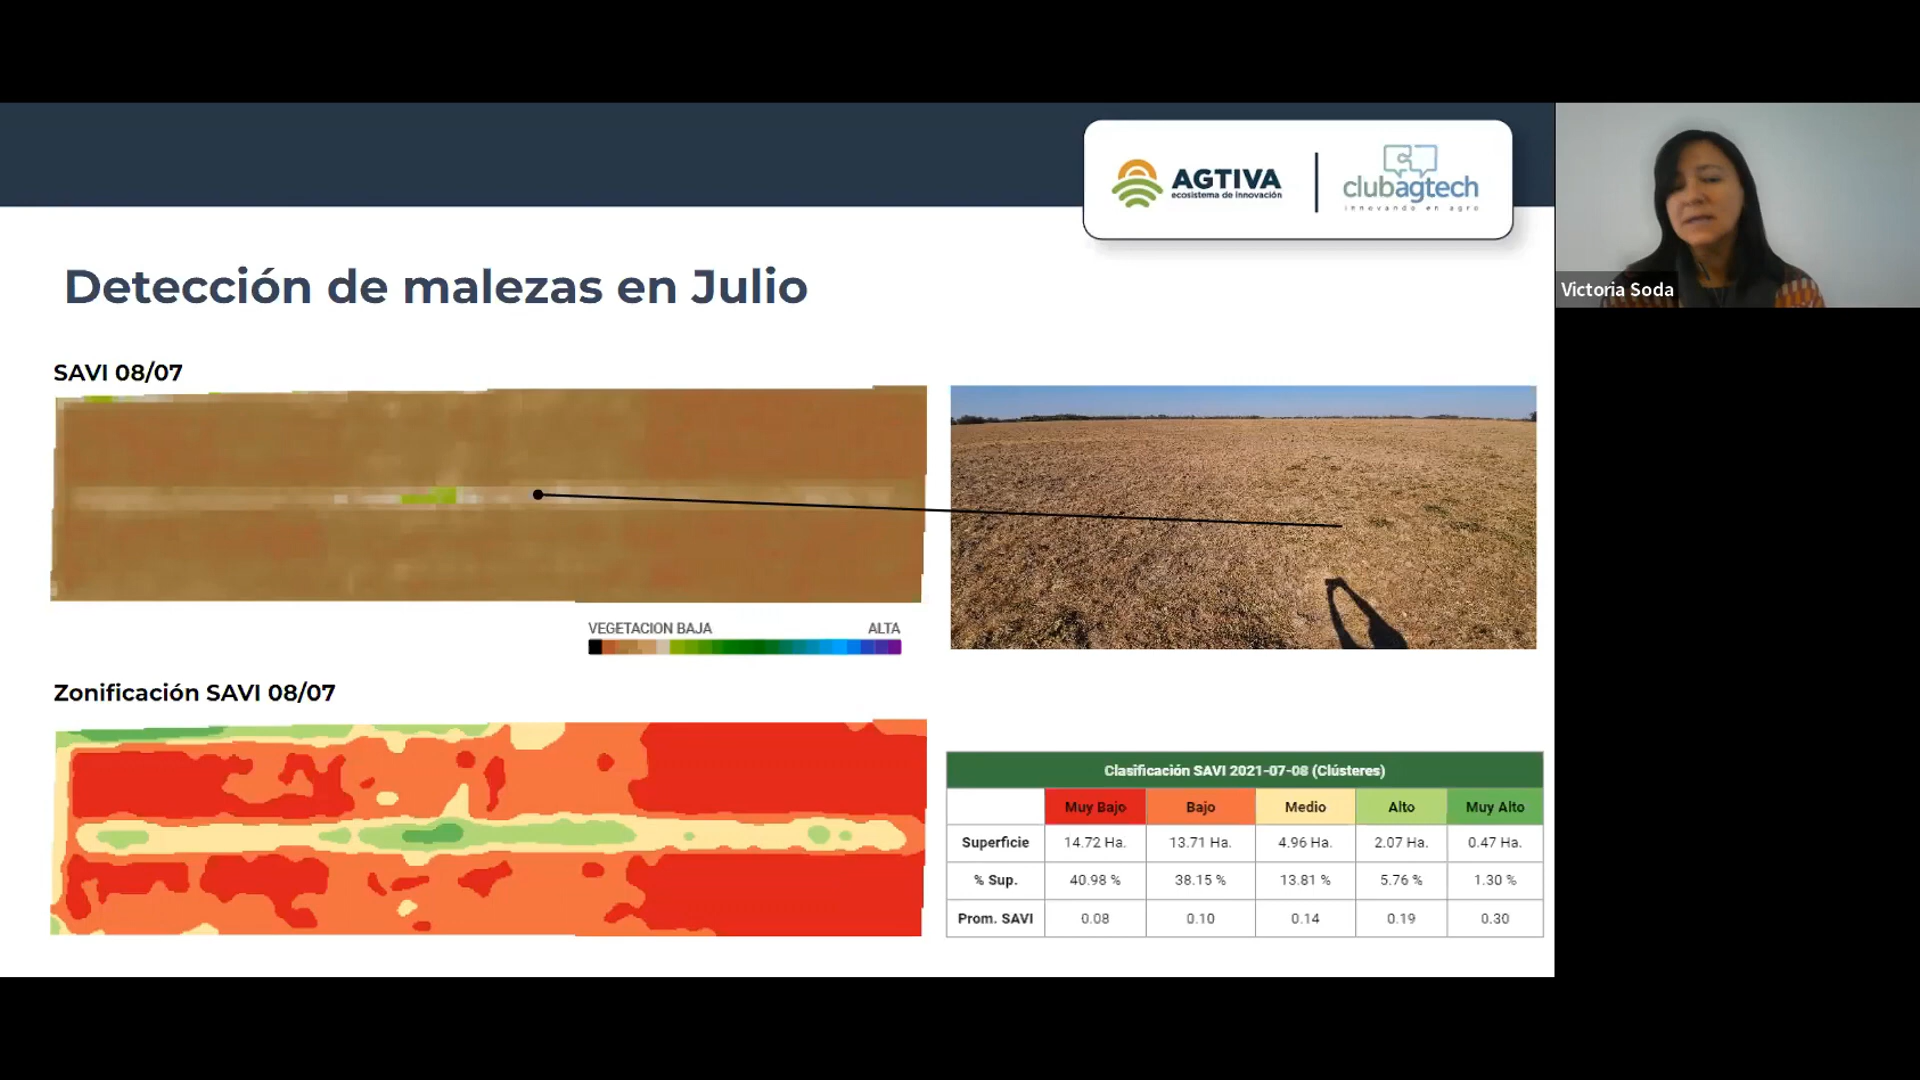 AGTIVA
ecosistema de innovación
clubagtech
innovando en agro
Victoria Soda
Detección de malezas en Julio
SAVI 08/07
VEGETACION BAJA ALTA
Zonificación SAVI 08/07
Clasificación SAVI 2021-07-08 (Clústeres)
Muy Bajo Bajo Medio Alto Muy Alto
Superficie 14.72 Ha. 13.71 Ha. 4.96 Ha. 2.07 Ha. 0.47 Ha.
% Sup. 40.98 % 38.15 % 13.81 % 5.76 % 1.30 %
Prom. SAVI 0.08 0.10 0.14 0.19 0.30